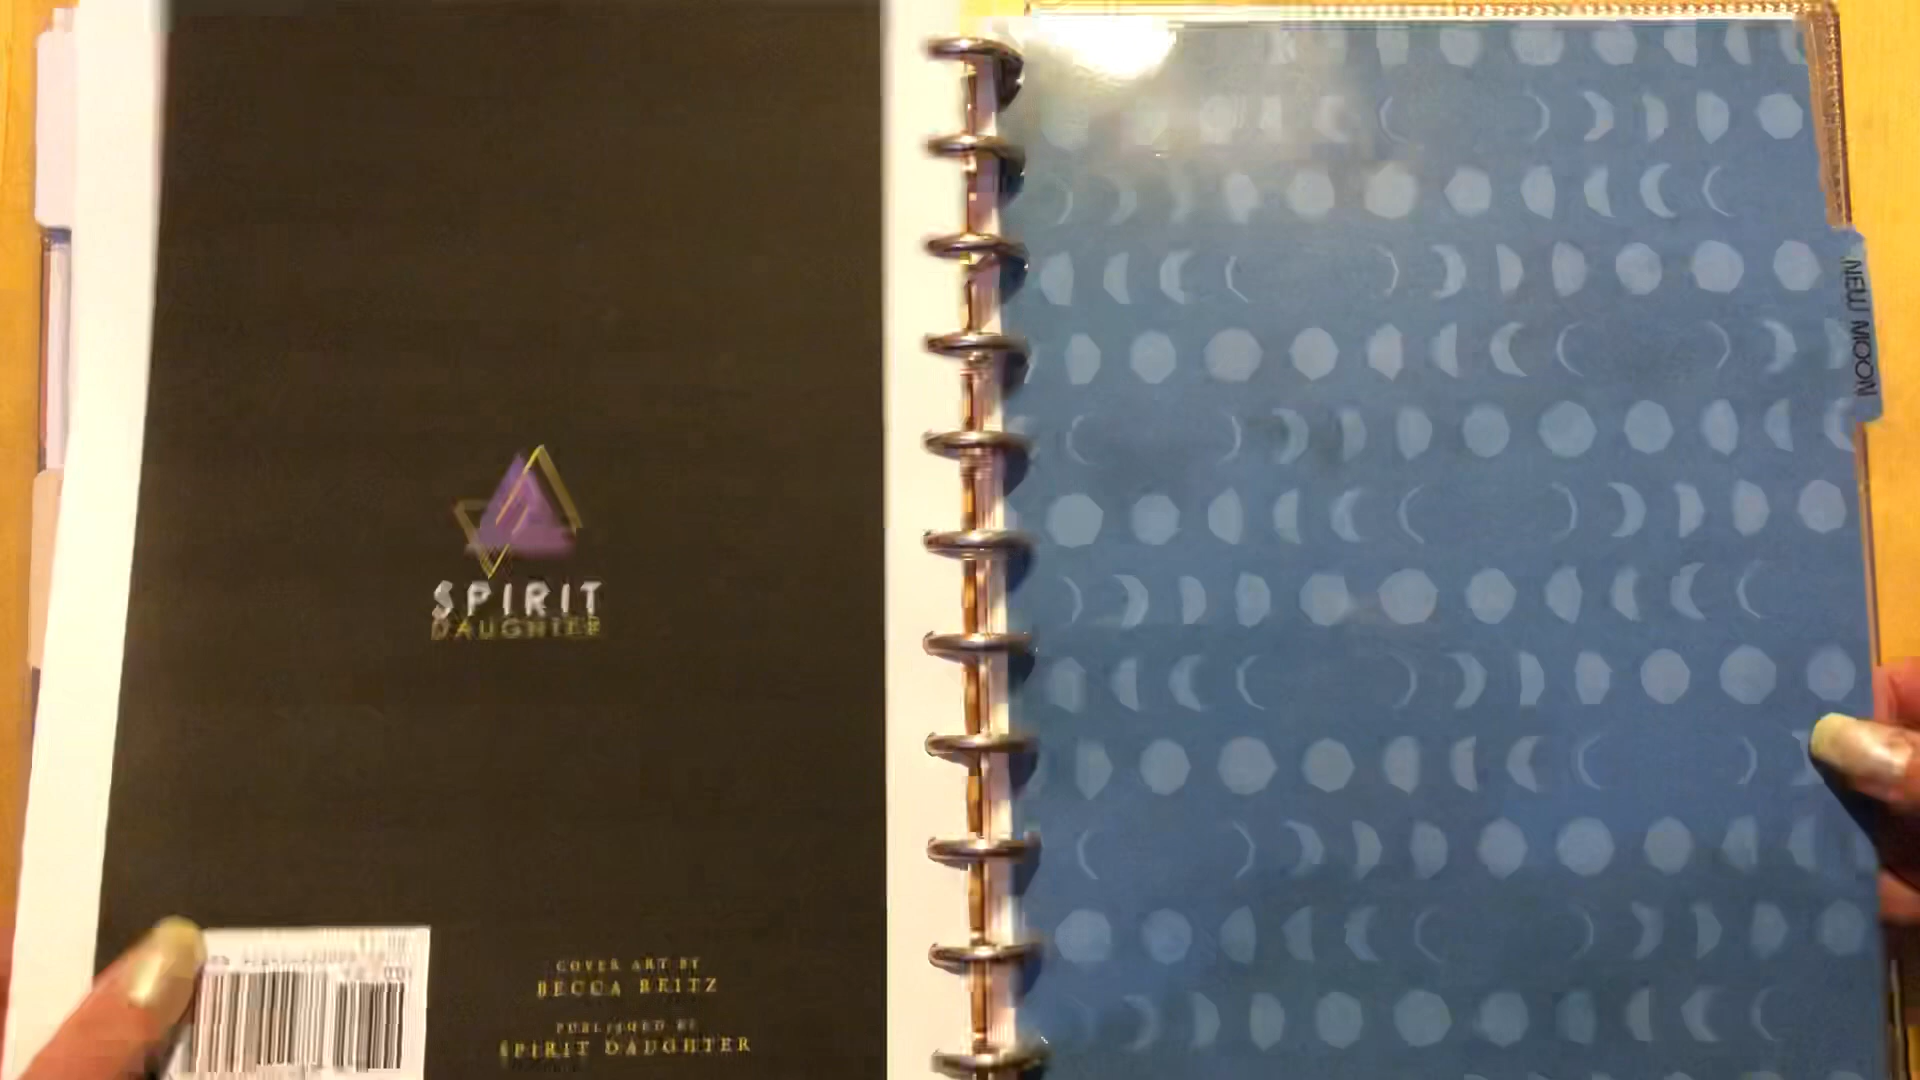 SPIRIT
DAUGHTER
COVER ART BY
BECCA REITZ
PUBLISHED BY
SPIRIT DAUGHTER
NEW MOON